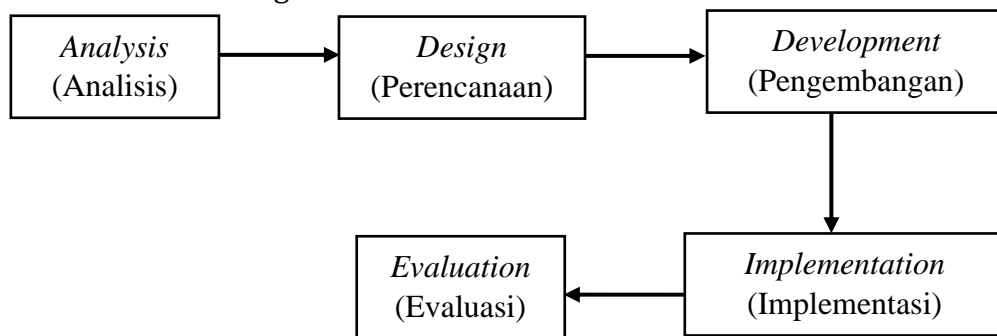 Analysis
(Analisis)
Design
(Perencanaan)
Development
(Pengembangan)
Implementation
(Implementasi)
Evaluation
(Evaluasi)